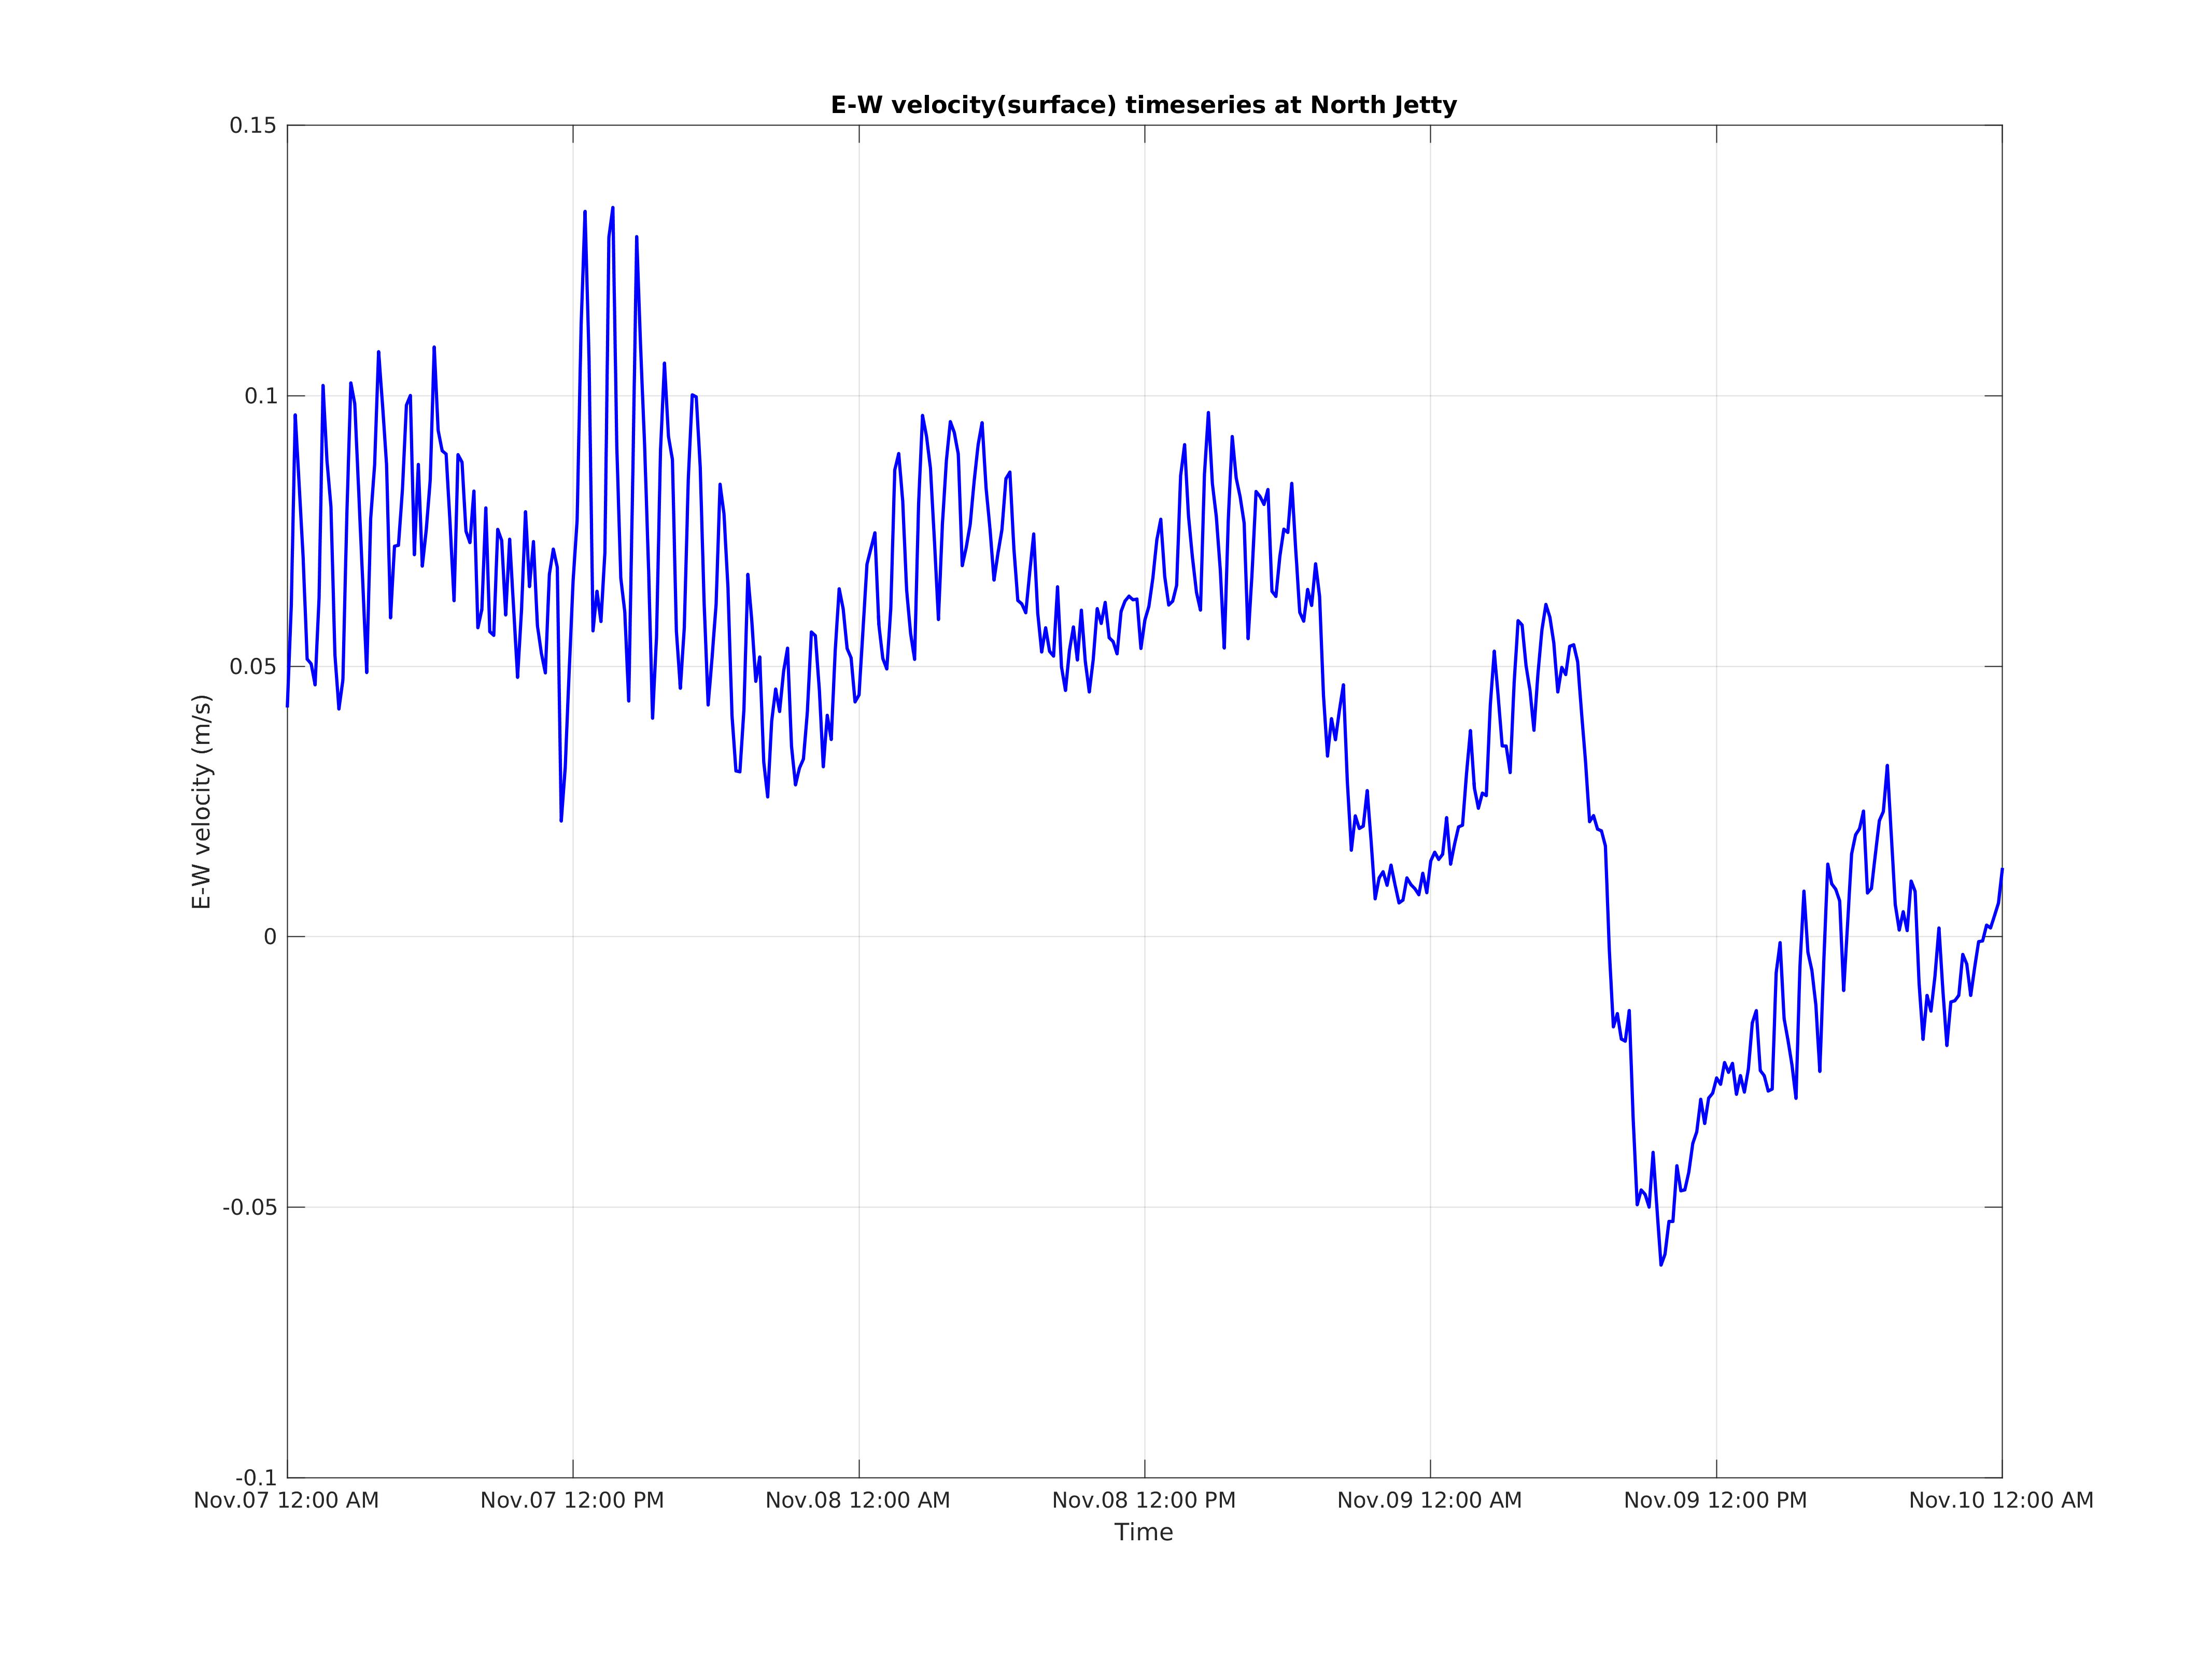 E-W velocity(surface) timeseries at North Jetty
0.15
0.1
0.05
0
-0.05
-0.1
E-W velocity (m/s)
Nov.07 12:00 AM
Nov.07 12:00 PM
Nov.08 12:00 AM
Nov.08 12:00 PM
Nov.09 12:00 AM
Nov.09 12:00 PM
Nov.10 12:00 AM
Time